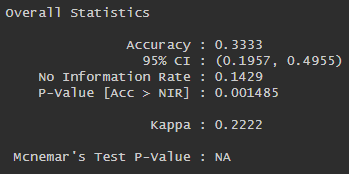 Overall Statistics
Accuracy : 0.3333
95% CI : (0.1957, 0.4955)
No Information Rate : 0.1429
P-Value [Acc > NIR] : 0.001485
Kappa : 0.2222
Mcnemar's Test P-Value : NA